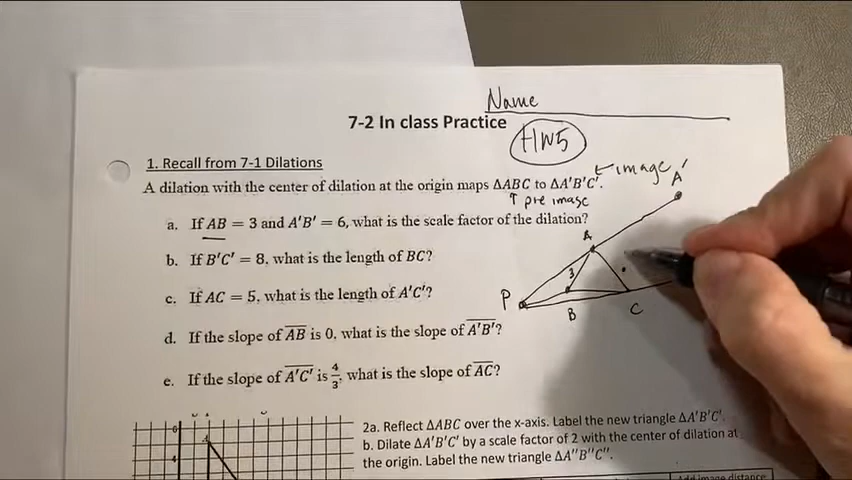 Name
7-2 In class Practice
HW5
1. Recall from 7-1 Dilations
← image
A dilation with the center of dilation at the origin maps ΔABC to ΔA'B'C'.
↑ pre image
a. If AB = 3 and A'B' = 6, what is the scale factor of the dilation?
b. If B'C' = 8, what is the length of BC?
c. If AC = 5, what is the length of A'C'?
d. If the slope of A̅B̅ is 0, what is the slope of A̅'B̅'?
e. If the slope of A̅'C̅' is 4/3, what is the slope of A̅C̅?
A'
A
3
P
B
C
2a. Reflect ΔABC over the x-axis. Label the new triangle ΔA'B'C'.
b. Dilate ΔA'B'C' by a scale factor of 2 with the center of dilation at
the origin. Label the new triangle ΔA''B''C''.
6
4